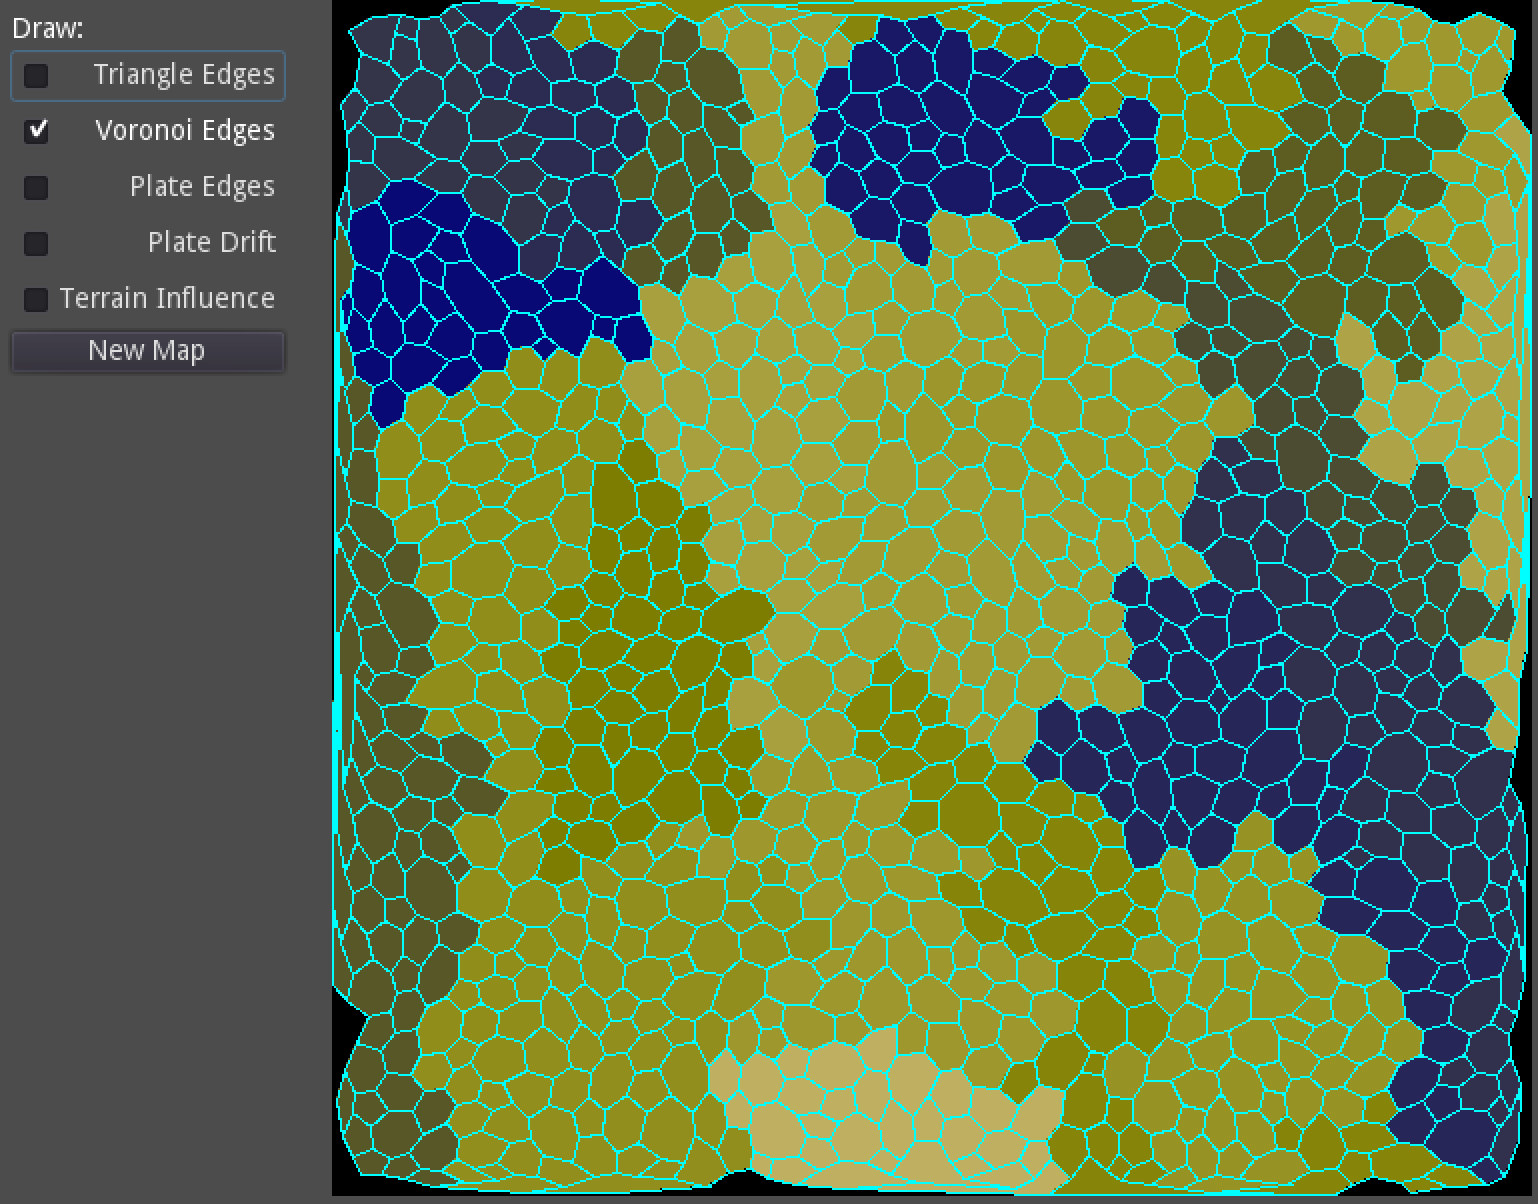 Draw:
Triangle Edges
Voronoi Edges
Plate Edges
Plate Drift
Terrain Influence
New Map